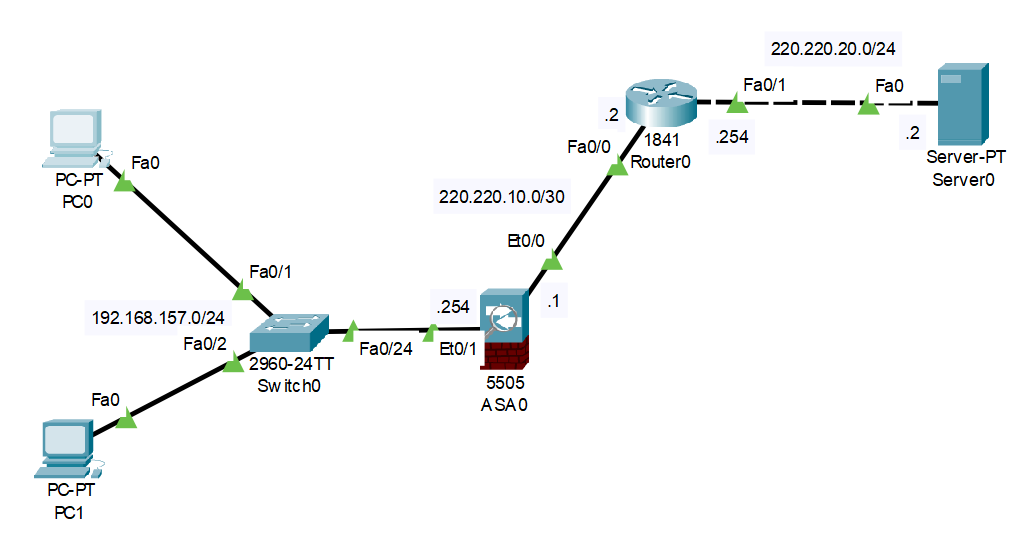 220.220.20.0/24
Fa0/1
Fa0
.2
.254
.2
1841
Router0
Server-PT
Server0
Fa0/0
Fa0
PC-PT
PC0
220.220.10.0/30
Et0/0
Fa0/1
.254
.1
192.168.157.0/24
Fa0/2
Fa0/24
Et0/1
2960-24TT
Switch0
5505
ASA0
Fa0
PC-PT
PC1